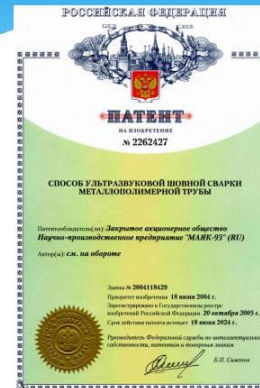 РОССИЙСКАЯ ФЕДЕРАЦИЯ
ПАТЕНТ
НА ИЗОБРЕТЕНИЕ
№ 2262427
СПОСОБ УЛЬТРАЗВУКОВОЙ ШОВНОЙ СВАРКИ
МЕТАЛЛОПОЛИМЕРНОЙ ТРУБЫ
Патентообладатель(ли): Закрытое акционерное общество
Научно-производственное предприятие "МАЯК-93" (RU)
Автор(ы): см. на обороте
Заявка № 2004118429
Приоритет изобретения 18 июня 2004 г.
Зарегистрировано в Государственном реестре
изобретений Российской Федерации 20 октября 2005 г.
Срок действия патента истекает 18 июня 2024 г.
Руководитель Федеральной службы по интеллектуальной
собственности, патентам и товарным знакам
Б.П. Симонов